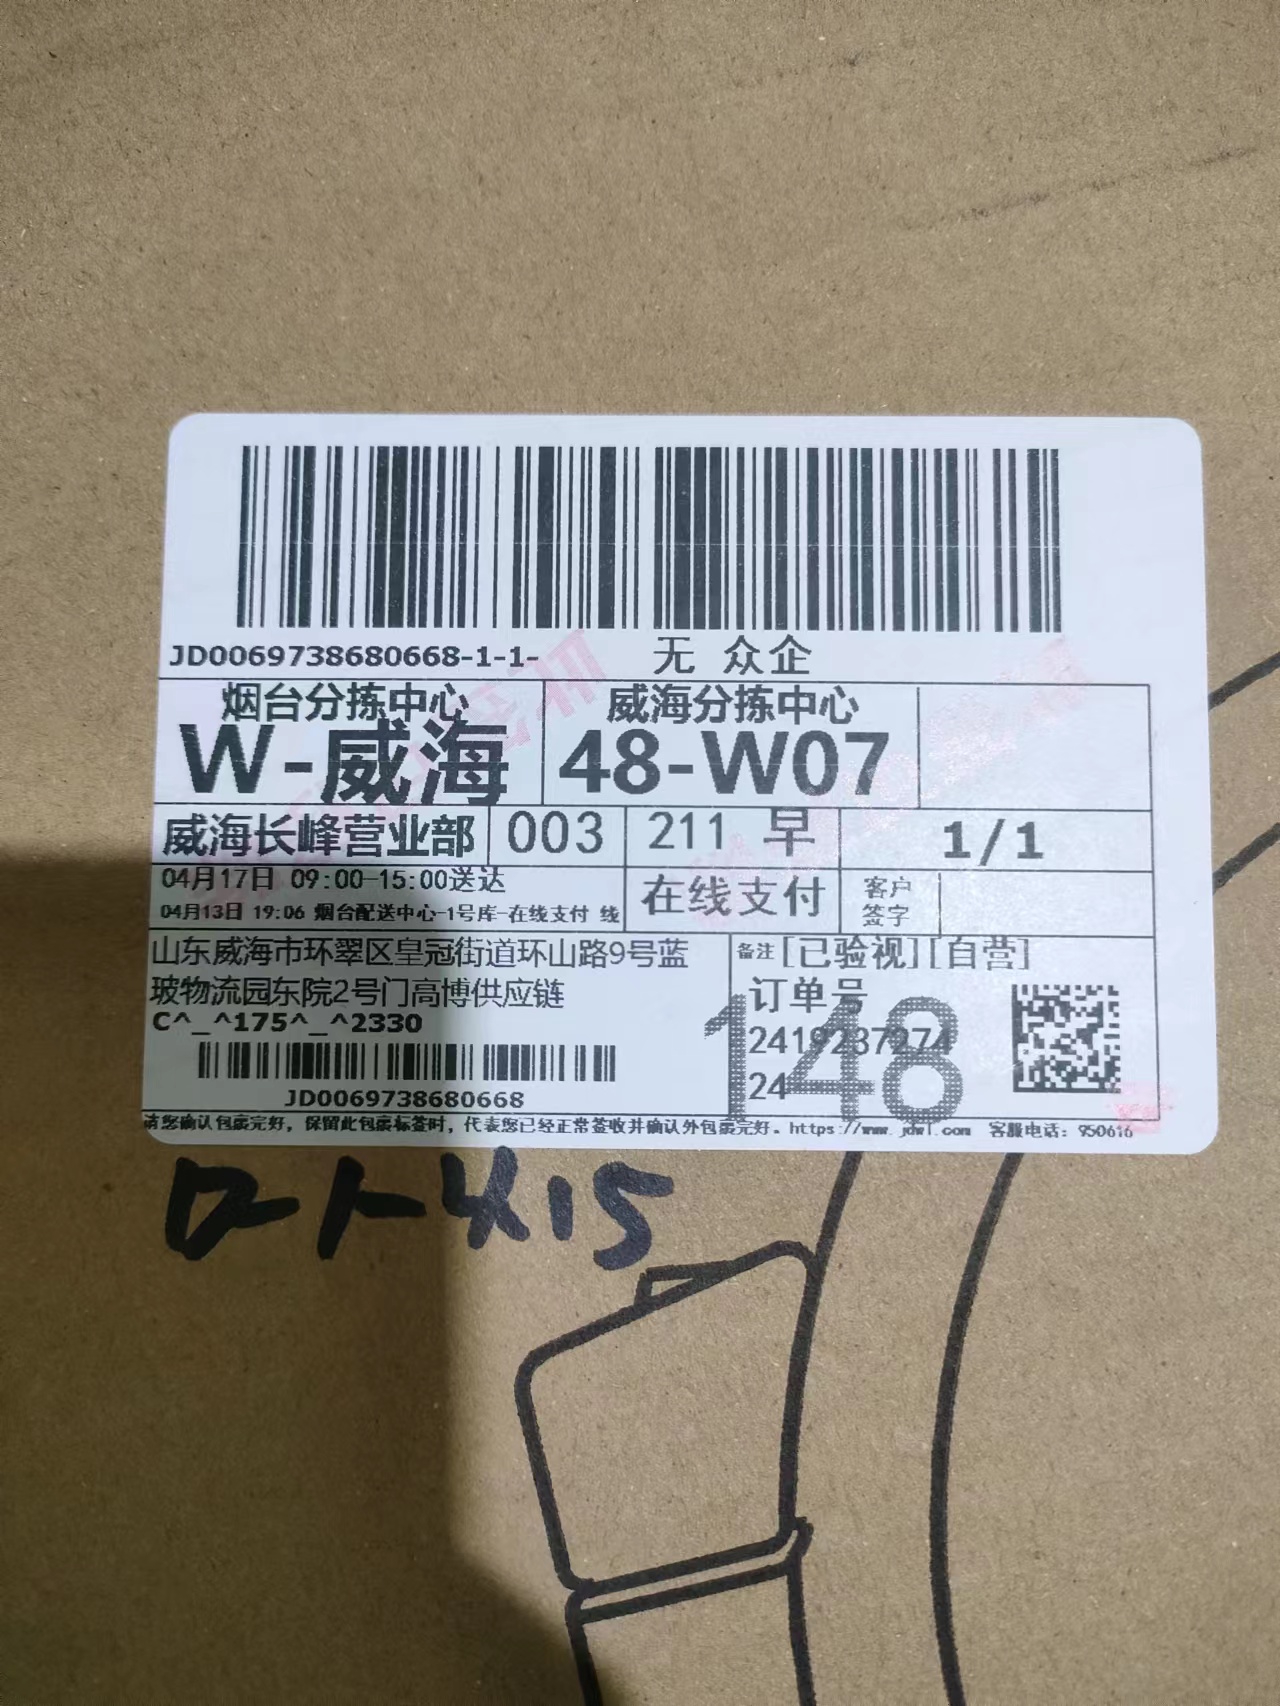 JD0069738680668-1-1-
无 众企
烟台分拣中心
W-威海
威海分拣中心
48-W07
威海长峰营业部
003
211 早
1/1
04月17日 09:00-15:00送达
04月13日 19:06 烟台配送中心-1号库-在线支付 线
在线支付
客户
签字
山东威海市环翠区皇冠街道环山路9号蓝
玻物流园东院2号门高博供应链
C^_^175^_^2330
JD0069738680668
备注[已验视][自营]
订单号
2419237274
24
148
请您确认包裹完好，保留此包裹标签时，代表您已经正常签收并确认外包裹完好。https://www.jdwl.com 客服电话：950616